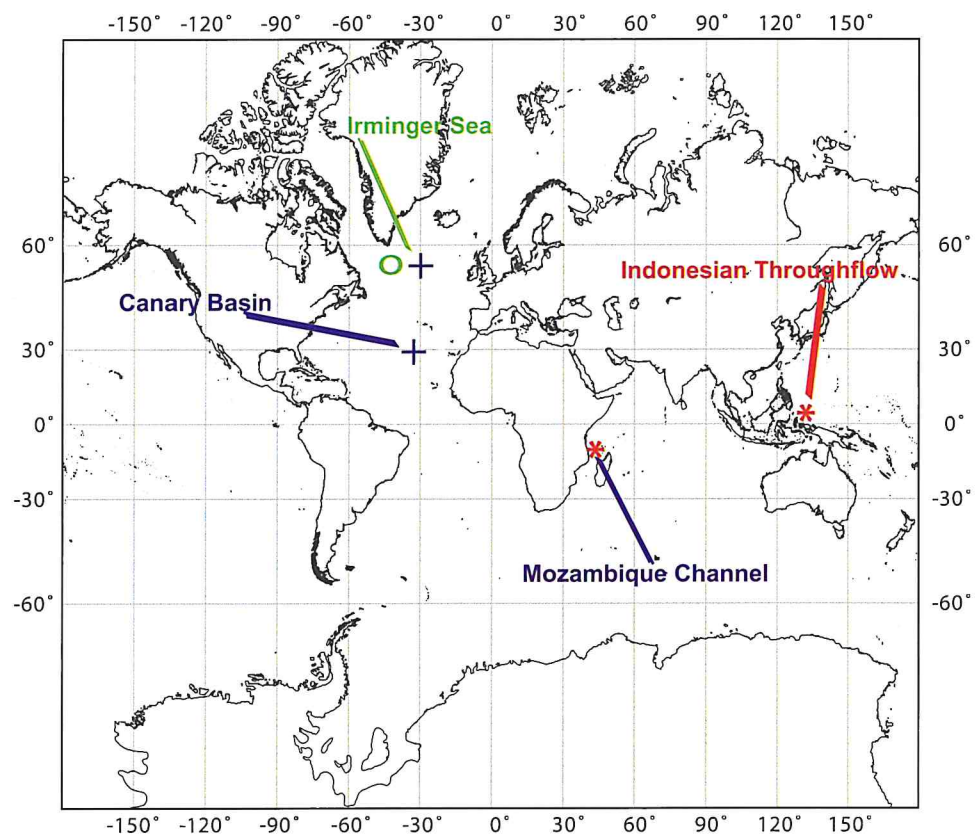 -150° -120° -90° -60° -30° 0° 30° 60° 90° 120° 150°
Irminger Sea
60° 60°
Indonesian Throughflow
Canary Basin
30° 30°
0° 0°
-30° -30°
Mozambique Channel
-60° -60°
-150° -120° -90° -60° -30° 0° 30° 60° 90° 120° 150°